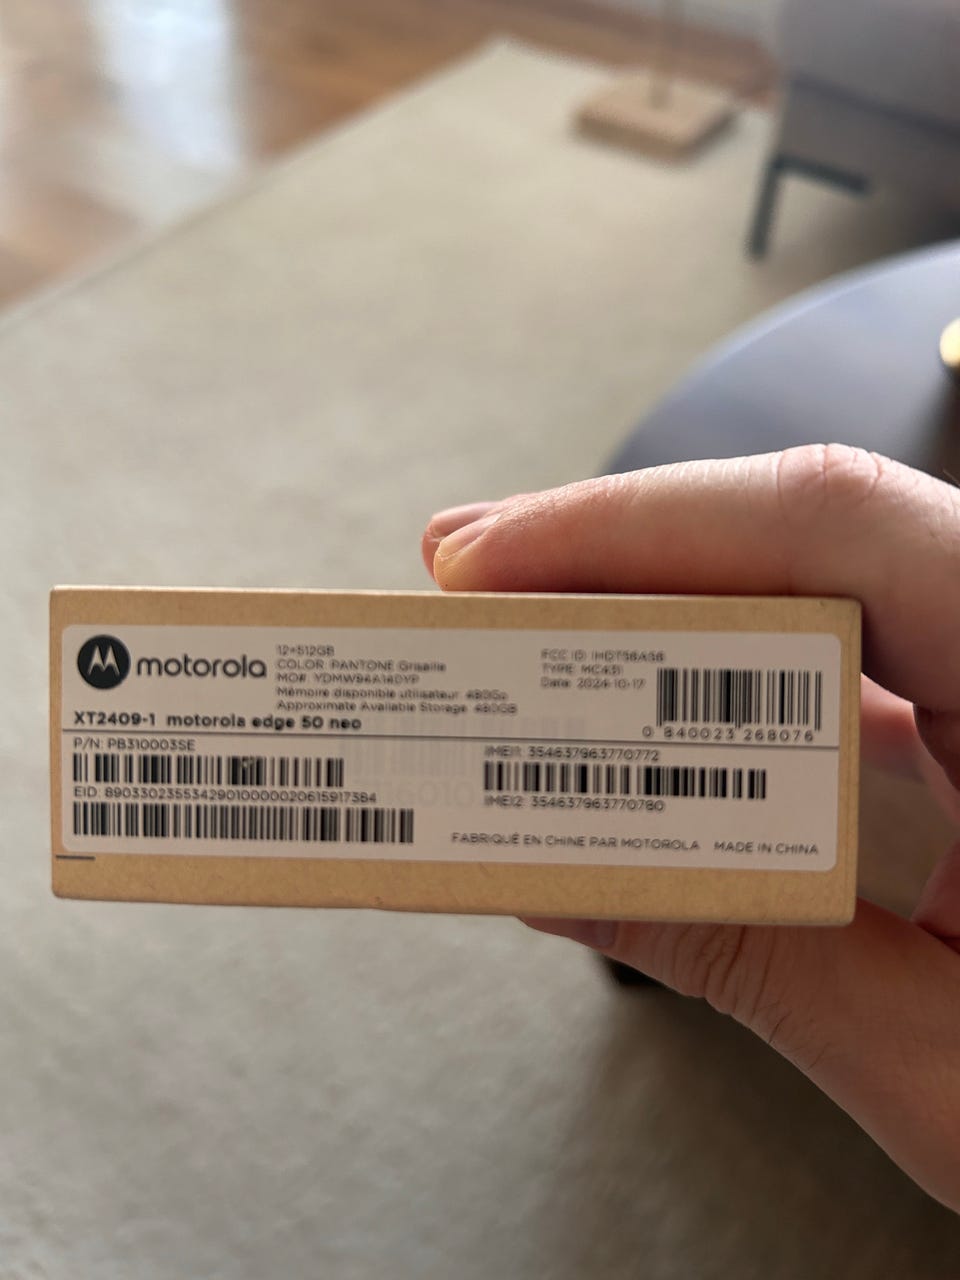 motorola
12+512GB
COLOR: PANTONE Grisaille
MO#: YDMW94A14DYP
Mémoire disponible utilisateur: 480Go
Approximate Available Storage: 480GB
FCC ID: IHDT56AS6
TYPE: MC431
Date: 2024-10-17
0 840023 268076
XT2409-1 motorola edge 50 neo
P/N: PB310003SE
EID: 89033023553429010000020615917384
IMEI1: 354637963770772
IMEI2: 354637963770780
FABRIQUÉ EN CHINE PAR MOTOROLA MADE IN CHINA